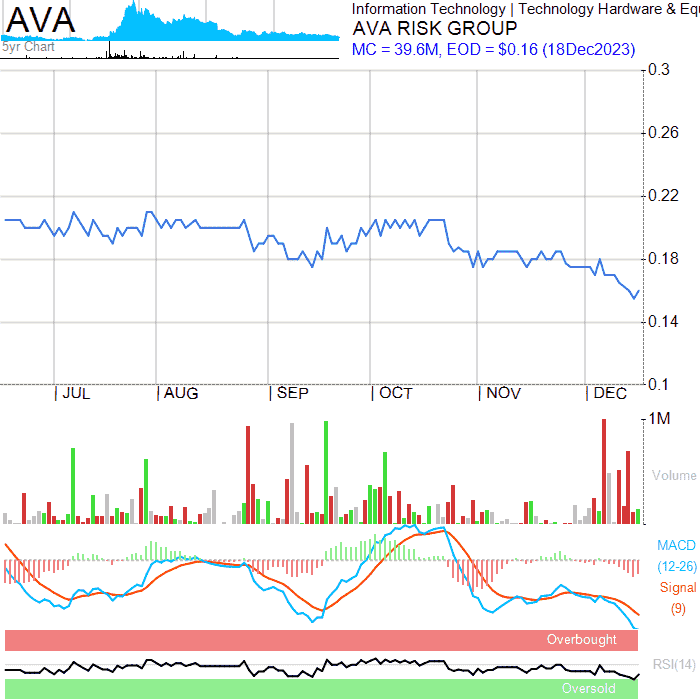 AVA
5yr Chart
Information Technology | Technology Hardware & Equ
AVA RISK GROUP
MC = 39.6M, EOD = $0.16 (18Dec2023)
0.3
0.26
0.22
0.18
0.14
0.1
JUL
AUG
SEP
OCT
NOV
DEC
1M
Volume
MACD
(12-26)
Signal
(9)
Overbought
RSI(14)
Oversold